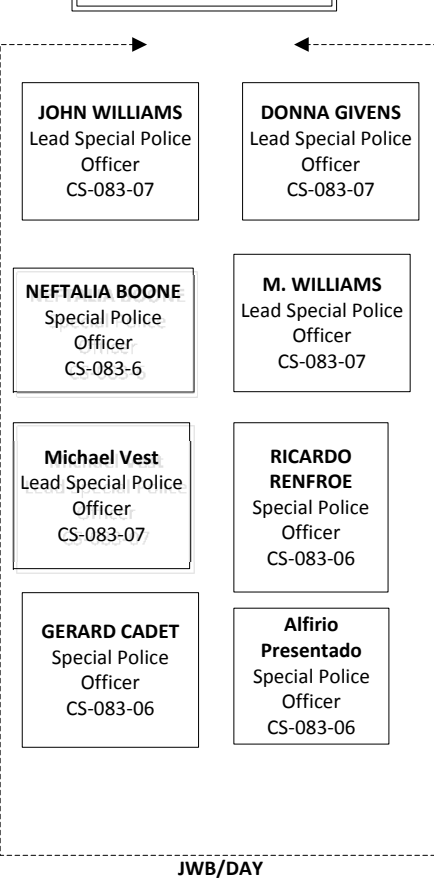 JOHN WILLIAMS
Lead Special Police
Officer
CS-083-07
DONNA GIVENS
Lead Special Police
Officer
CS-083-07
NEFTALIA BOONE
Special Police
Officer
CS-083-6
M. WILLIAMS
Lead Special Police
Officer
CS-083-07
Michael Vest
Lead Special Police
Officer
CS-083-07
RICARDO
RENFROE
Special Police
Officer
CS-083-06
GERARD CADET
Special Police
Officer
CS-083-06
Alfirio
Presentado
Special Police
Officer
CS-083-06
JWB/DAY